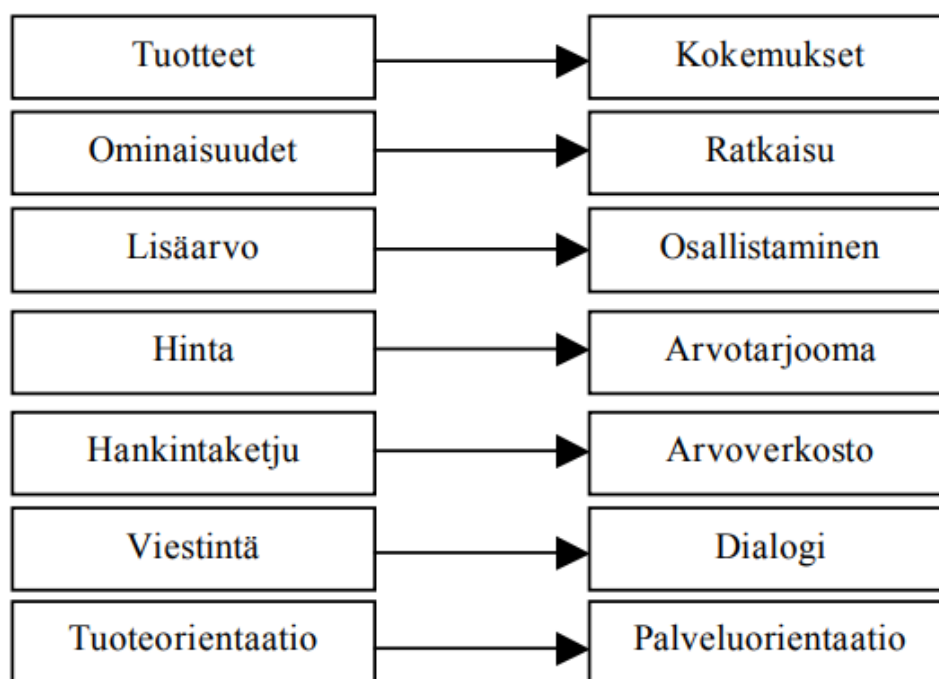 Tuotteet
Kokemukset
Ominaisuudet
Ratkaisu
Lisäarvo
Osallistaminen
Hinta
Arvotarjooma
Hankintaketju
Arvoverkosto
Viestintä
Dialogi
Tuoteorientaatio
Palveluorientaatio